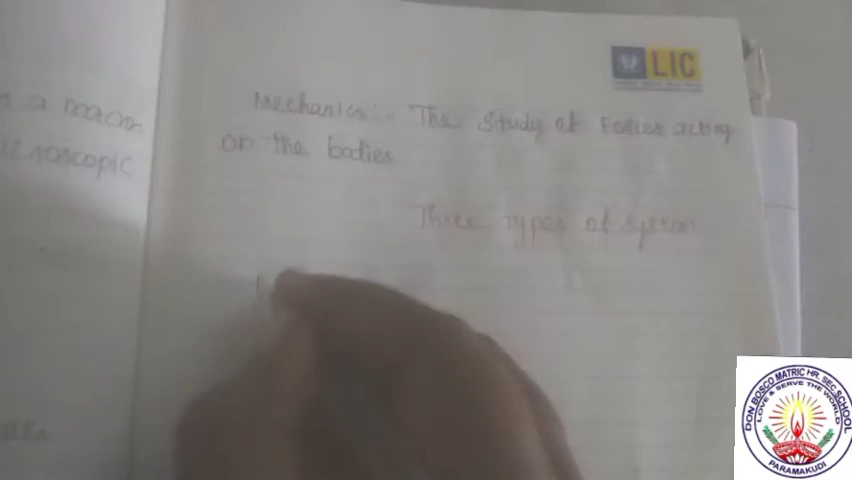 LIC
Mechanics:- The Study of Forces acting
on the bodies
Three Types of System
n a macro
microscopic
DON BOSCO MATRIC HR. SEC. SCHOOL
LOVE & SERVE THE WORLD
PARAMAKUDI